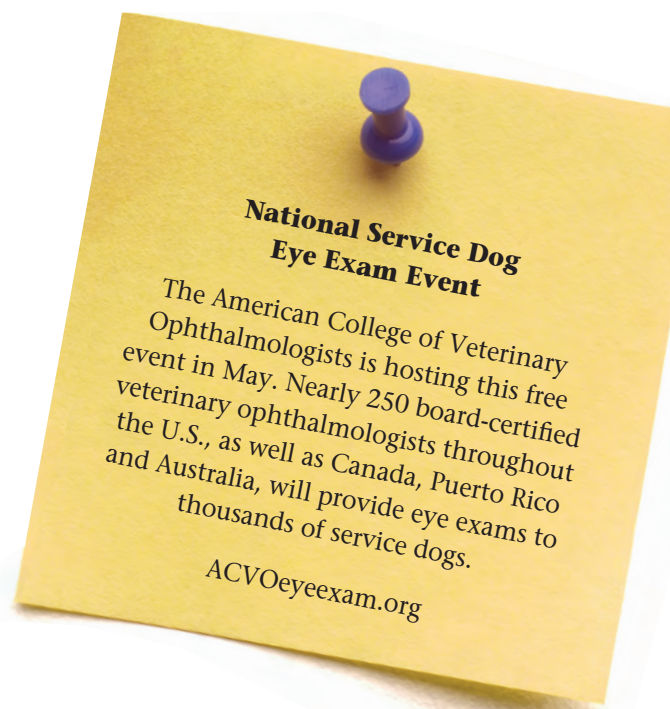 National Service Dog
Eye Exam Event
The American College of Veterinary
Ophthalmologists is hosting this free
event in May. Nearly 250 board-certified
veterinary ophthalmologists throughout
the U.S., as well as Canada, Puerto Rico
and Australia, will provide eye exams to
thousands of service dogs.
ACVOeyeexam.org